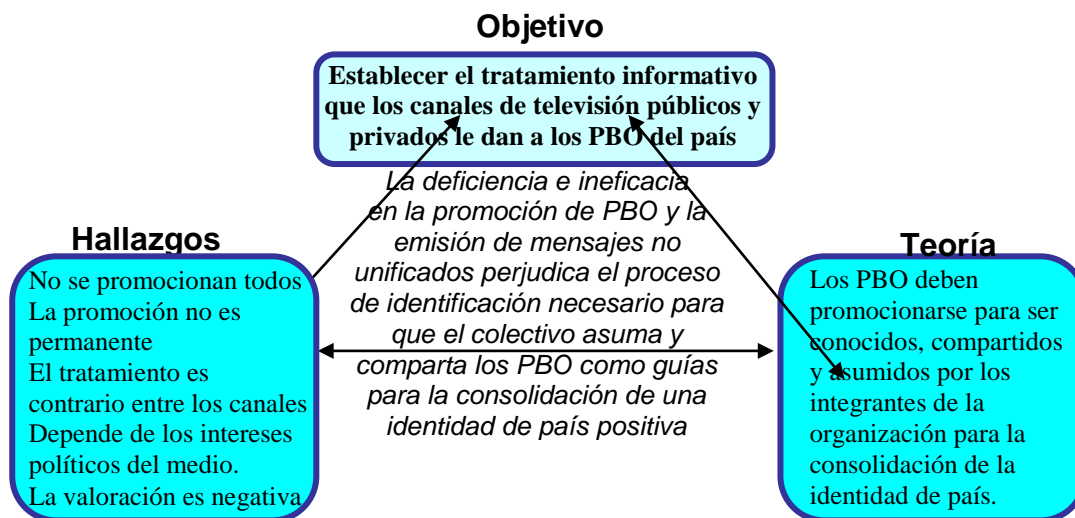 Objetivo
Establecer el tratamiento informativo
que los canales de televisión públicos y
privados le dan a los PBO del país
La deficiencia e ineficacia
en la promoción de PBO y la
emisión de mensajes no
unificados perjudica el proceso
de identificación necesario para
que el colectivo asuma y
comparta los PBO como guías
para la consolidación de una
identidad de país positiva
Hallazgos
No se promocionan todos
La promoción no es
permanente
El tratamiento es
contrario entre los canales
Depende de los intereses
políticos del medio.
La valoración es negativa
Teoría
Los PBO deben
promocionarse para ser
conocidos, compartidos
y asumidos por los
integrantes de la
organización para la
consolidación de la
identidad de país.